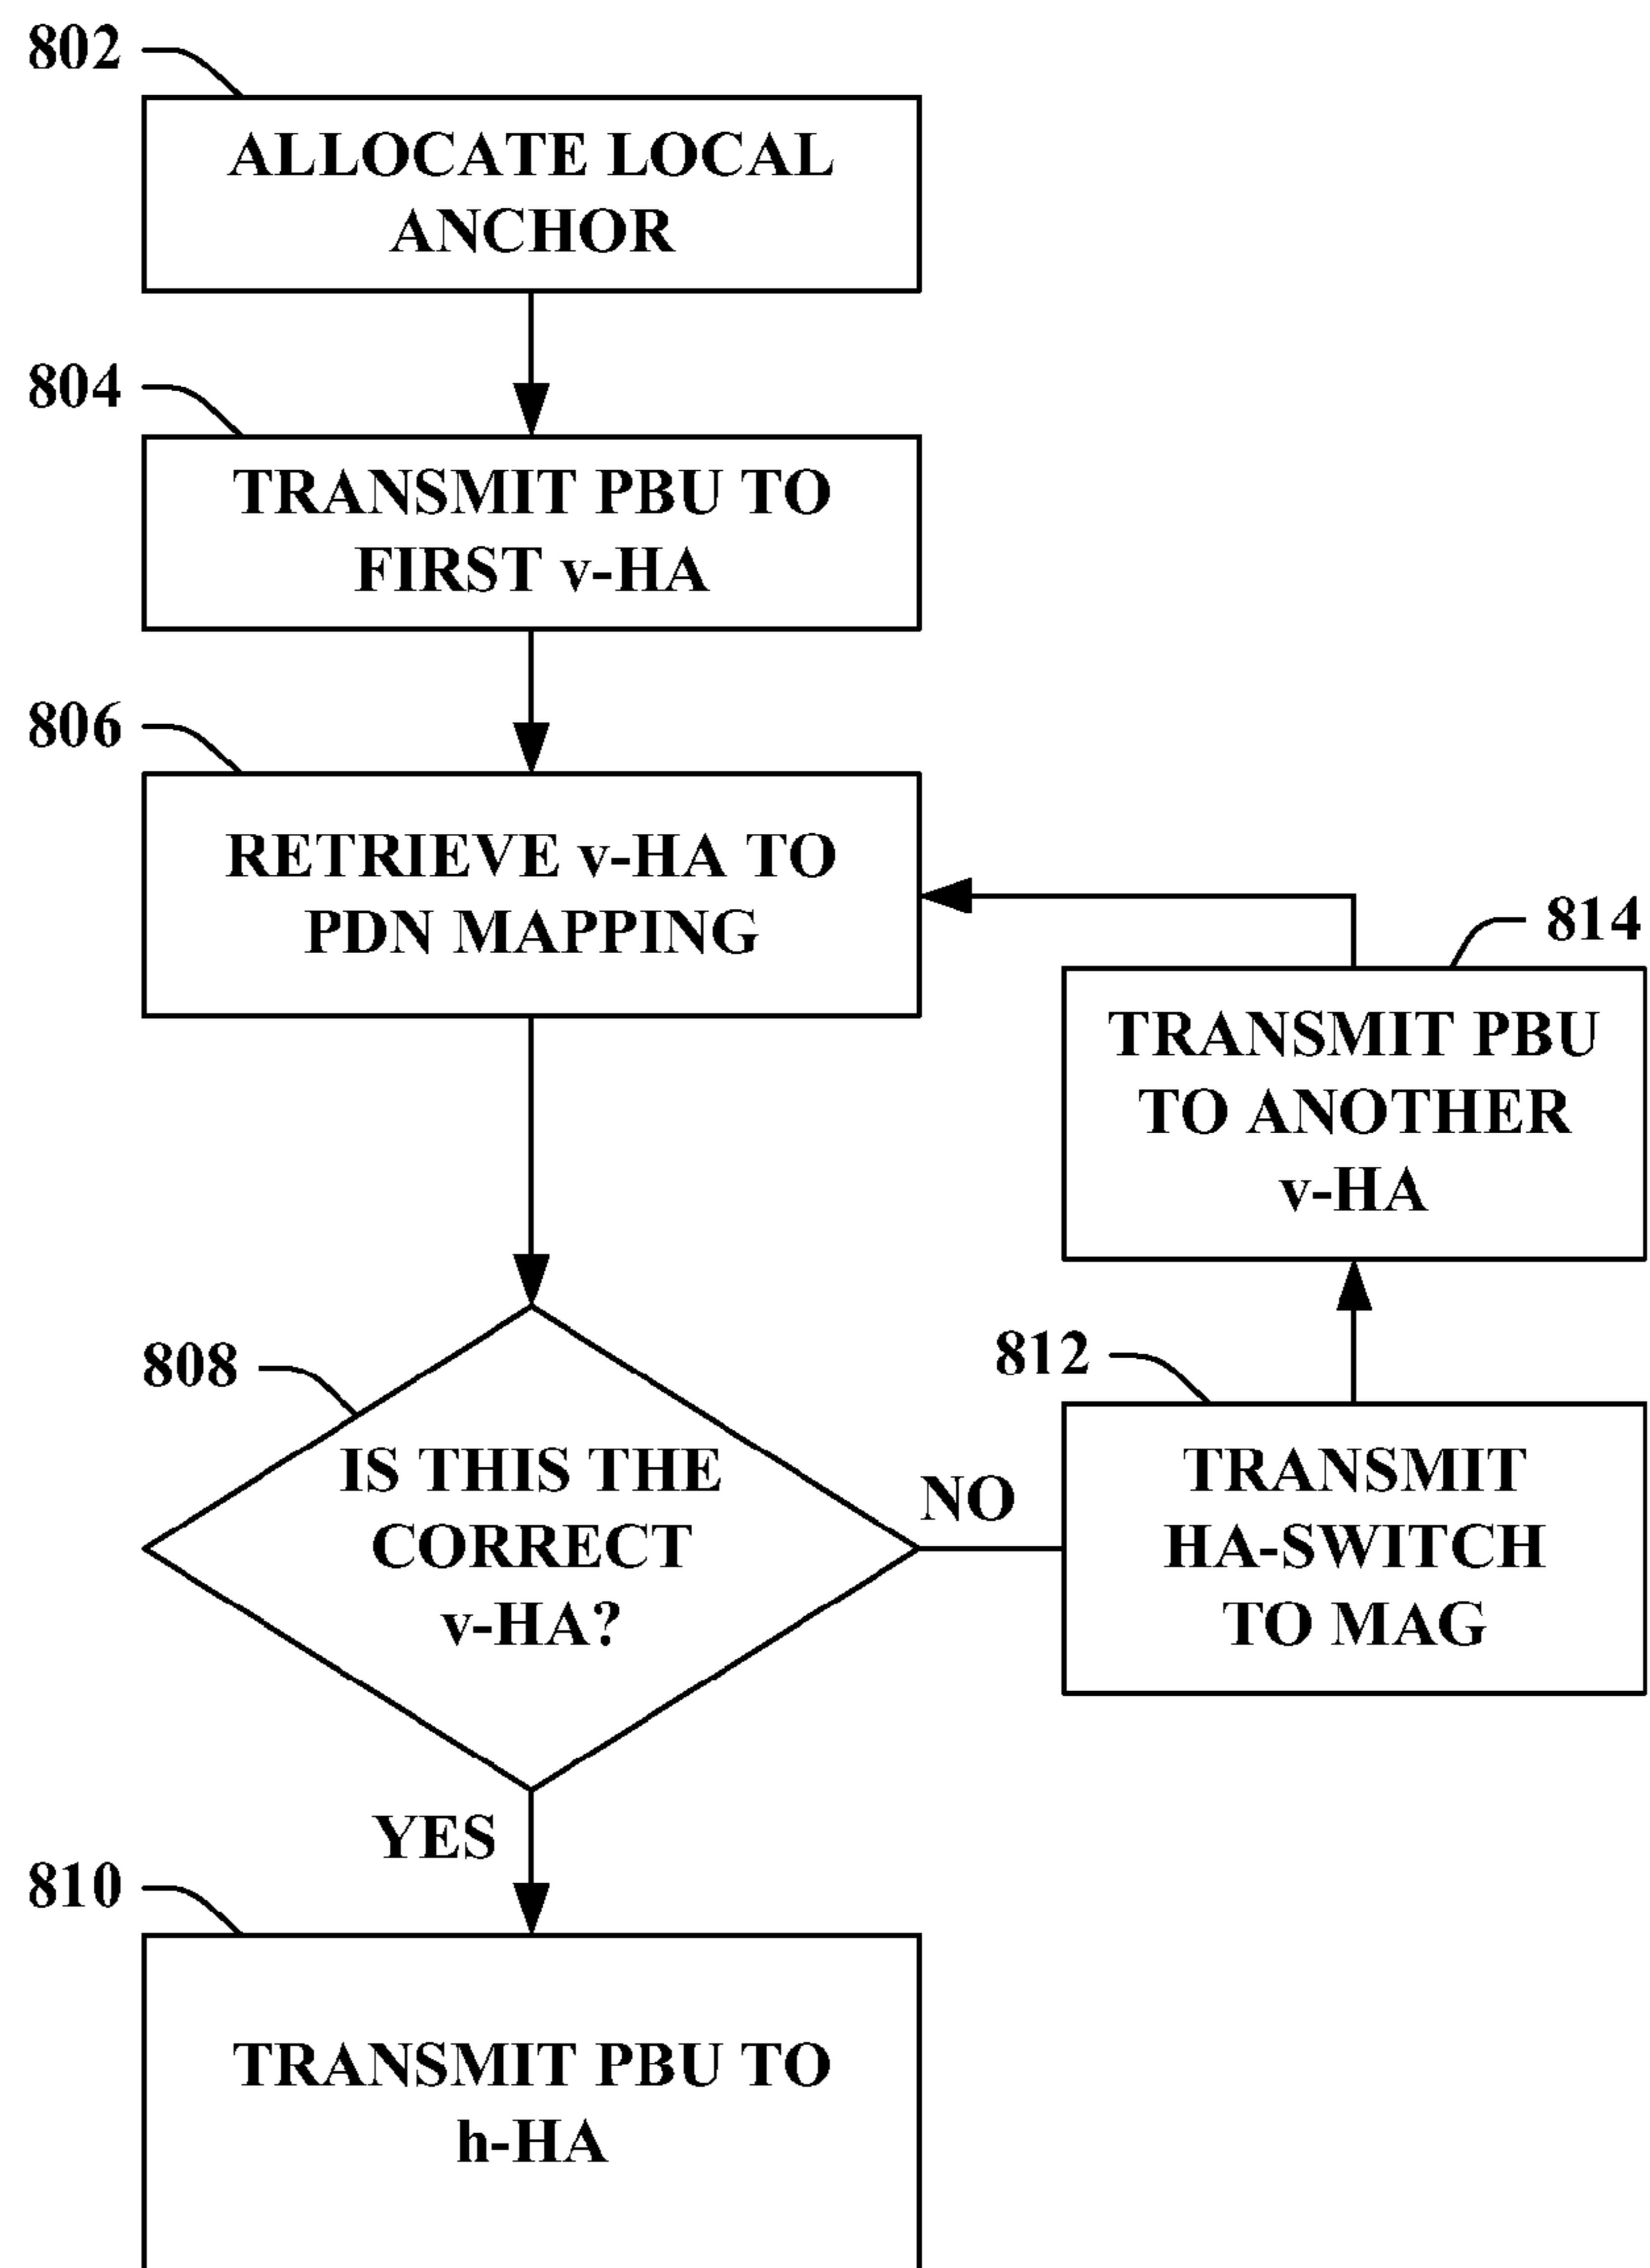 802
ALLOCATE LOCAL
ANCHOR
804
TRANSMIT PBU TO
FIRST v-HA
806
RETRIEVE v-HA TO
PDN MAPPING
814
TRANSMIT PBU
TO ANOTHER
v-HA
808
IS THIS THE
CORRECT
v-HA?
NO
812
TRANSMIT
HA-SWITCH
TO MAG
YES
810
TRANSMIT PBU TO
h-HA